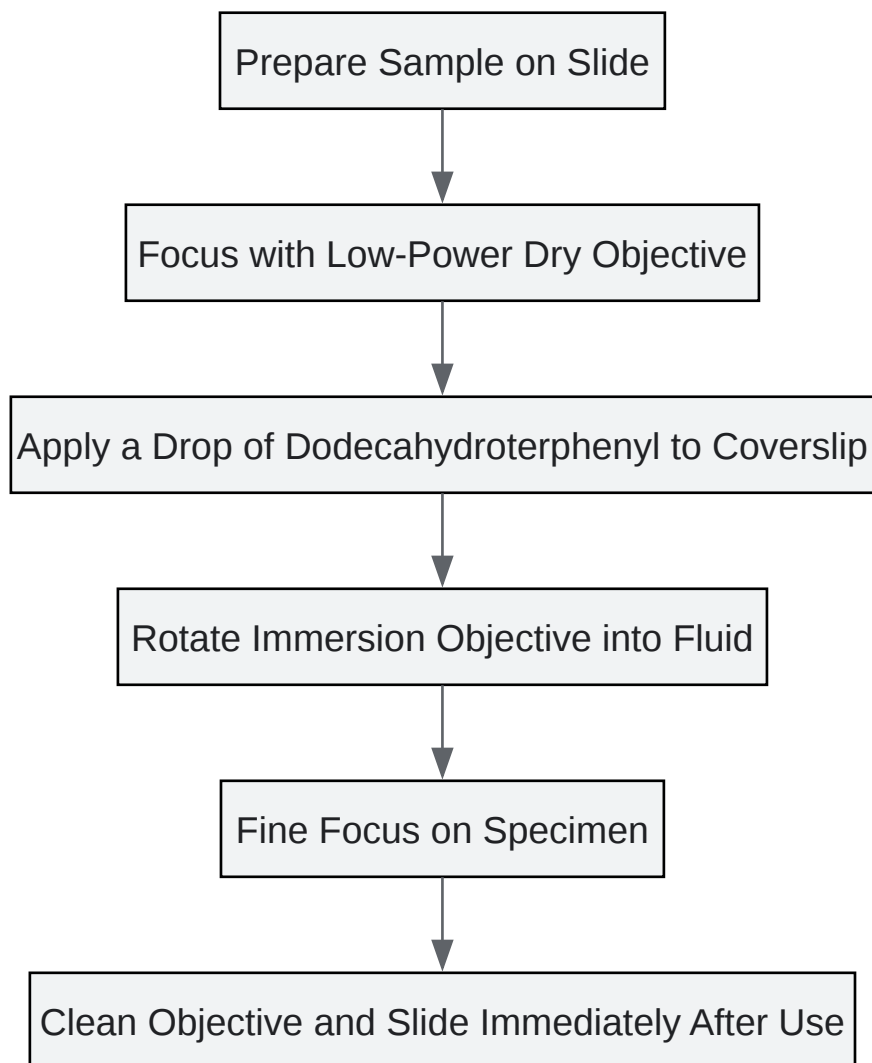 Prepare Sample on Slide
Focus with Low-Power Dry Objective
Apply a Drop of Dodecahydroterphenyl to Coverslip
Rotate Immersion Objective into Fluid
Fine Focus on Specimen
Clean Objective and Slide Immediately After Use